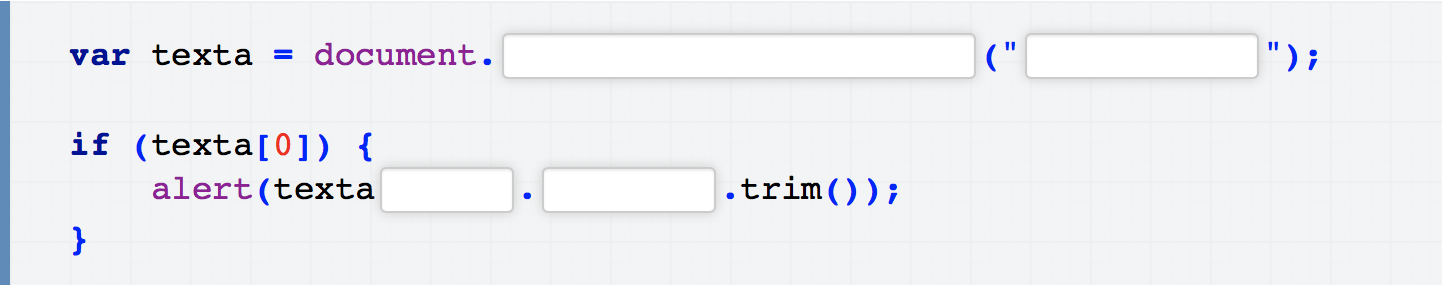 var texta = document. (" ");
if (texta[0]) {
alert(texta . .trim());
}